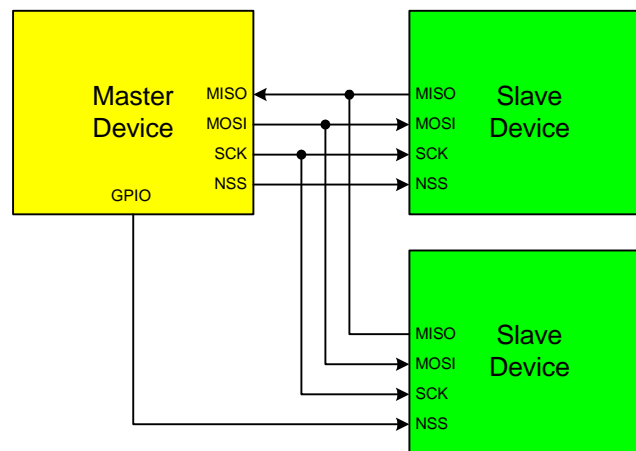 Master
Device
MISO
MOSI
SCK
NSS
GPIO
MISO
MOSI
SCK
NSS
Slave
Device
MISO
MOSI
SCK
NSS
Slave
Device